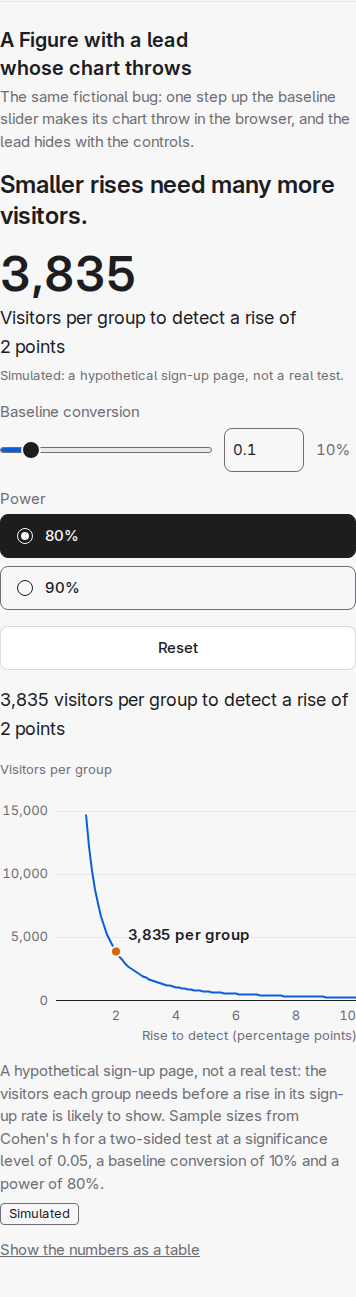 A Figure with a lead
whose chart throws
The same fictional bug: one step up the baseline
slider makes its chart throw in the browser, and the
lead hides with the controls.
Smaller rises need many more
visitors.
3,835
Visitors per group to detect a rise of
2 points
Simulated: a hypothetical sign-up page, not a real test.
Baseline conversion
0.1 10%
Power
80%
90%
Reset
3,835 visitors per group to detect a rise of
2 points
Visitors per group
15,000
10,000
5,000
3,835 per group
0
2 4 6 8 10
Rise to detect (percentage points)
A hypothetical sign-up page, not a real test: the
visitors each group needs before a rise in its sign-
up rate is likely to show. Sample sizes from
Cohen's h for a two-sided test at a significance
level of 0.05, a baseline conversion of 10% and a
power of 80%.
Simulated
Show the numbers as a table